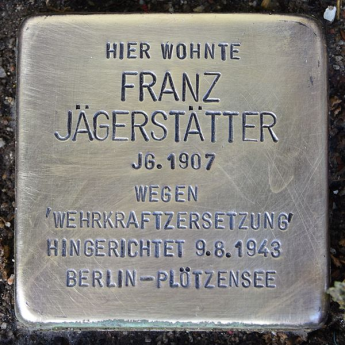 HIER WOHNTE
FRANZ
JÄGERSTÄTTER
JG. 1907
WEGEN
'WEHRKRAFTZERSETZUNG'
HINGERICHTET 9.8.1943
BERLIN–PLÖTZENSEE